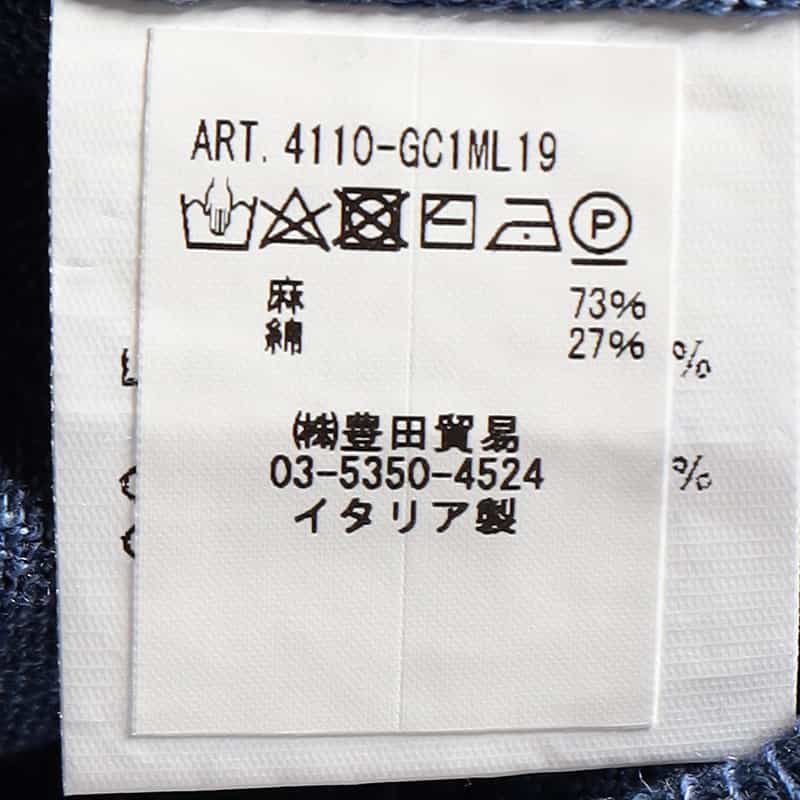 ART. 4110-GC1ML19
P
麻 73%
綿 27%
%
㈱豊田貿易
03-5350-4524
%
イタリア製